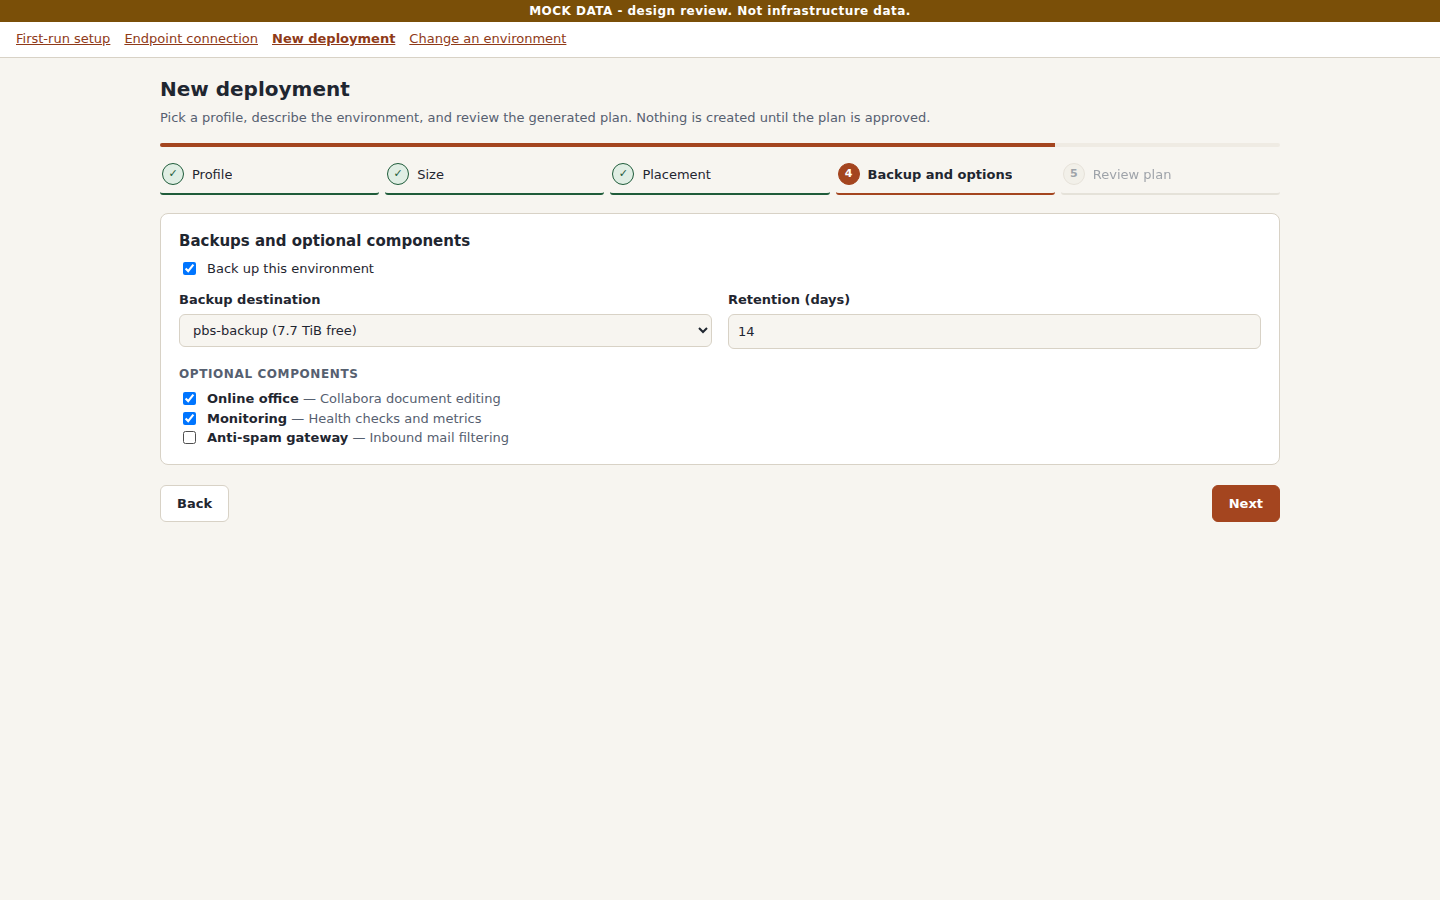 MOCK DATA - design review. Not infrastructure data.
First-run setup Endpoint connection New deployment Change an environment
New deployment
Pick a profile, describe the environment, and review the generated plan. Nothing is created until the plan is approved.
✓ Profile ✓ Size ✓ Placement 4 Backup and options 5 Review plan
Backups and optional components
Back up this environment
Backup destination Retention (days)
pbs-backup (7.7 TiB free) 14
OPTIONAL COMPONENTS
Online office — Collabora document editing
Monitoring — Health checks and metrics
Anti-spam gateway — Inbound mail filtering
Back Next